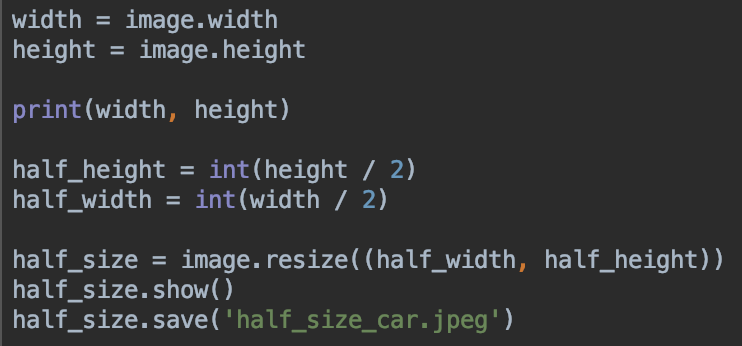 width = image.width
height = image.height
print(width, height)
half_height = int(height / 2)
half_width = int(width / 2)
half_size = image.resize((half_width, half_height))
half_size.show()
half_size.save('half_size_car.jpeg')